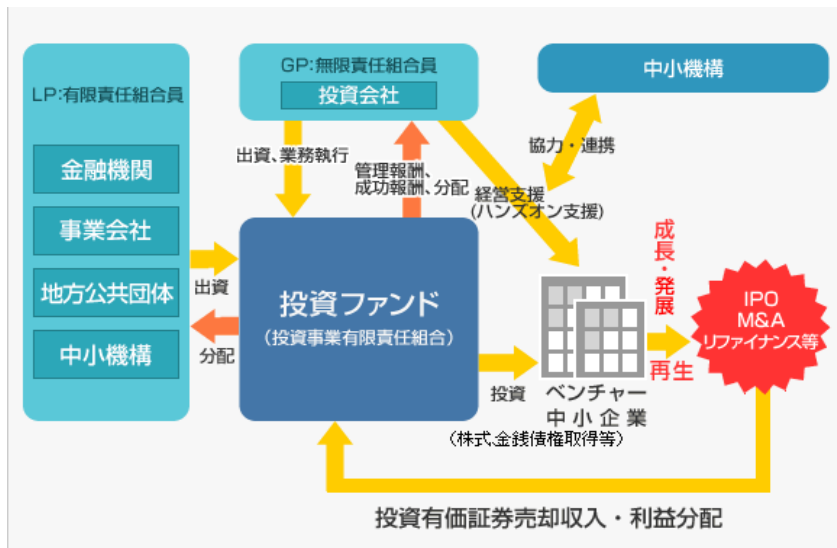 LP:有限責任組合員
金融機関
事業会社
地方公共団体
中小機構
GP:無限責任組合員
投資会社
中小機構
出資、業務執行
管理報酬、
成功報酬、分配
協力・連携
経営支援
(ハンズオン支援)
出資
分配
投資ファンド
(投資事業有限責任組合)
投資
ベンチャー
中小企業
(株式、金銭債権取得等)
成長・発展
再生
IPO
M&A
リファイナンス等
投資有価証券売却収入・利益分配